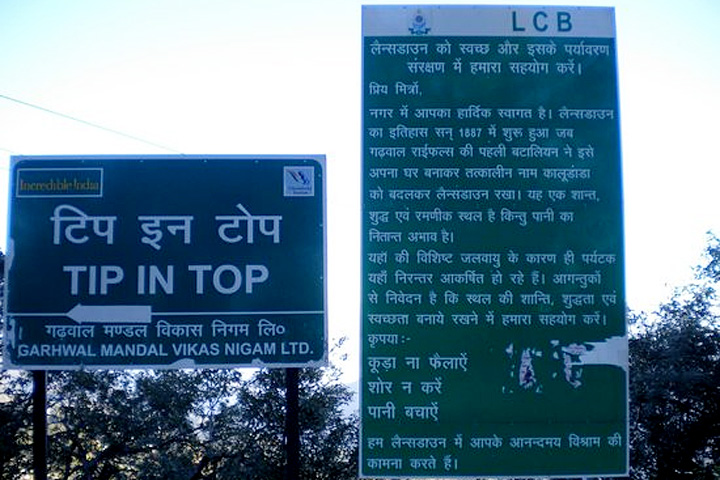 Incredible India
टिप इन टोप
TIP IN TOP
गढ़वाल मण्डल विकास निगम लि०
GARHWAL MANDAL VIKAS NIGAM LTD.
LCB
लैन्सडाउन को स्वच्छ और इसके पर्यावरण
संरक्षण में हमारा सहयोग करें।
प्रिय मित्रों,
नगर में आपका हार्दिक स्वागत है। लैन्सडाउन
का इतिहास सन् 1887 में शुरू हुआ जब
गढ़वाल राईफल्स की पहली बटालियन ने इसे
अपना घर बनाकर तत्कालीन नाम कालूडांडा
को बदलकर लैन्सडाउन रखा। यह एक शान्त,
शुद्ध एवं रमणीक स्थल है किन्तु पानी का
नितान्त अभाव है।
यहां की विशिष्ट जलवायु के कारण ही पर्यटक
यहाँ निरन्तर आकर्षित हो रहे हैं। आगन्तुकों
से निवेदन है कि स्थल की शान्ति, शुद्धता एवं
स्वच्छता बनाये रखने में हमारा सहयोग करें।
कृपया :-
कूड़ा ना फैलाऐं
शोर न करें
पानी बचाऐं
हम लैन्सडाउन में आपके आनन्दमय विश्राम की
कामना करते हैं।